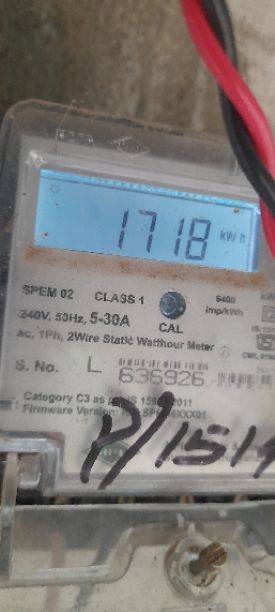 1718 kWh
SPEM 02 CLASS 1 6400 imp/kWh
240V, 50Hz, 5-30A CAL
ac, 1Ph, 2Wire Static Watthour Meter
S. No. L 636926
Category C3 as 2011
Firmware Version:
P/151